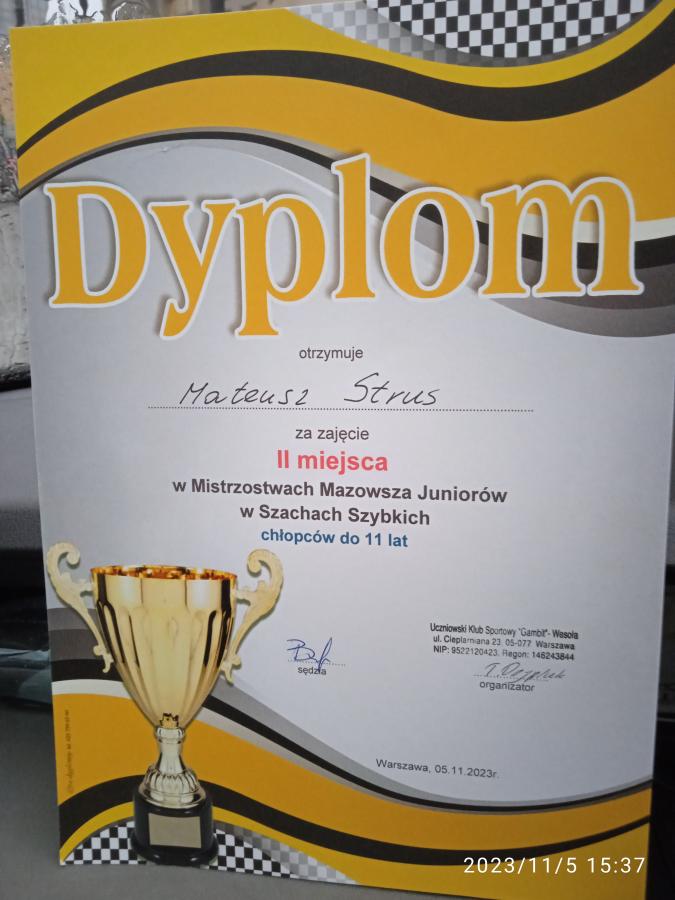 Dyplom
otrzymuje
Mateusz Strus
za zajęcie
II miejsca
w Mistrzostwach Mazowsza Juniorów
w Szachach Szybkich
chłopców do 11 lat
Uczniowski Klub Sportowy "Gambit"- Wesoła
ul. Cieplarniana 23, 05-077 Warszawa
NIP: 9522120423, Regon: 146243844
sędzia
organizator
Warszawa, 05.11.2023r.
2023/11/5 15:37